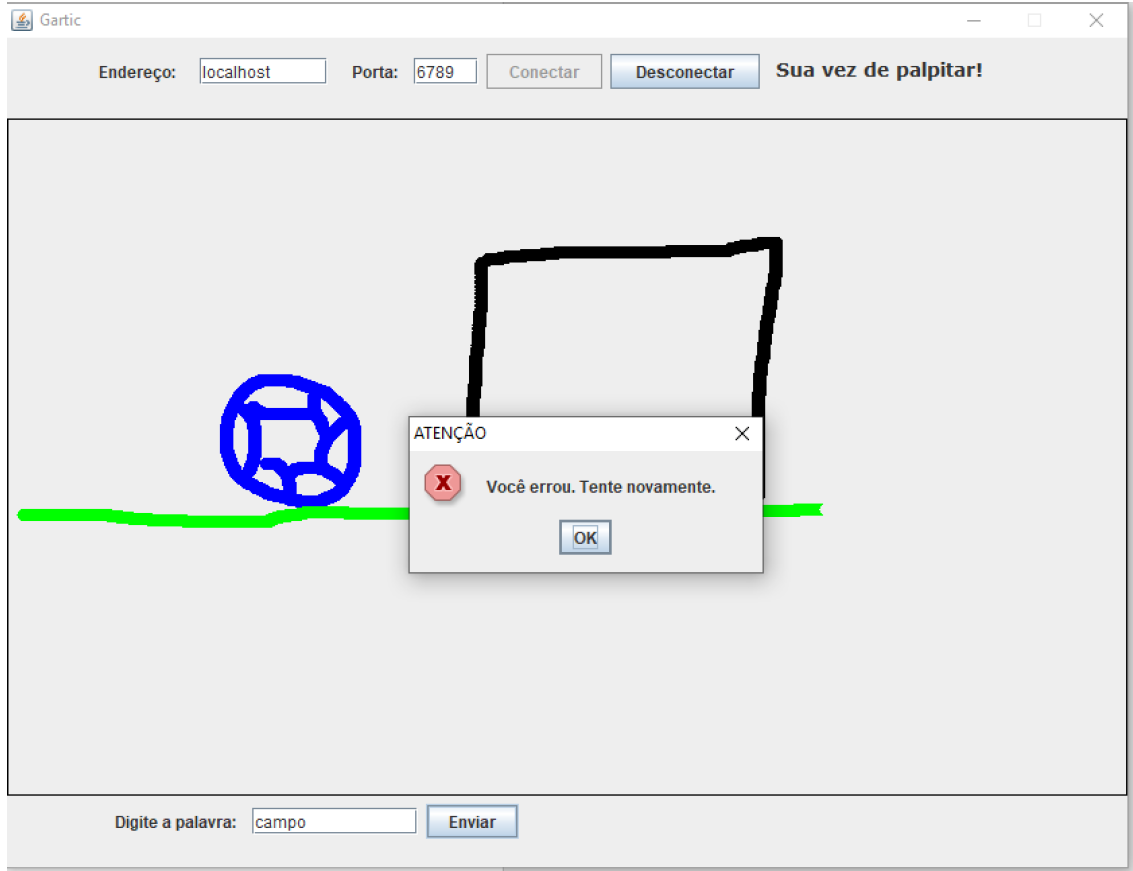 Gartic
Endereço: localhost Porta: 6789 Conectar Desconectar Sua vez de palpitar!
ATENÇÃO
X
Você errou. Tente novamente.
OK
Digite a palavra: campo Enviar